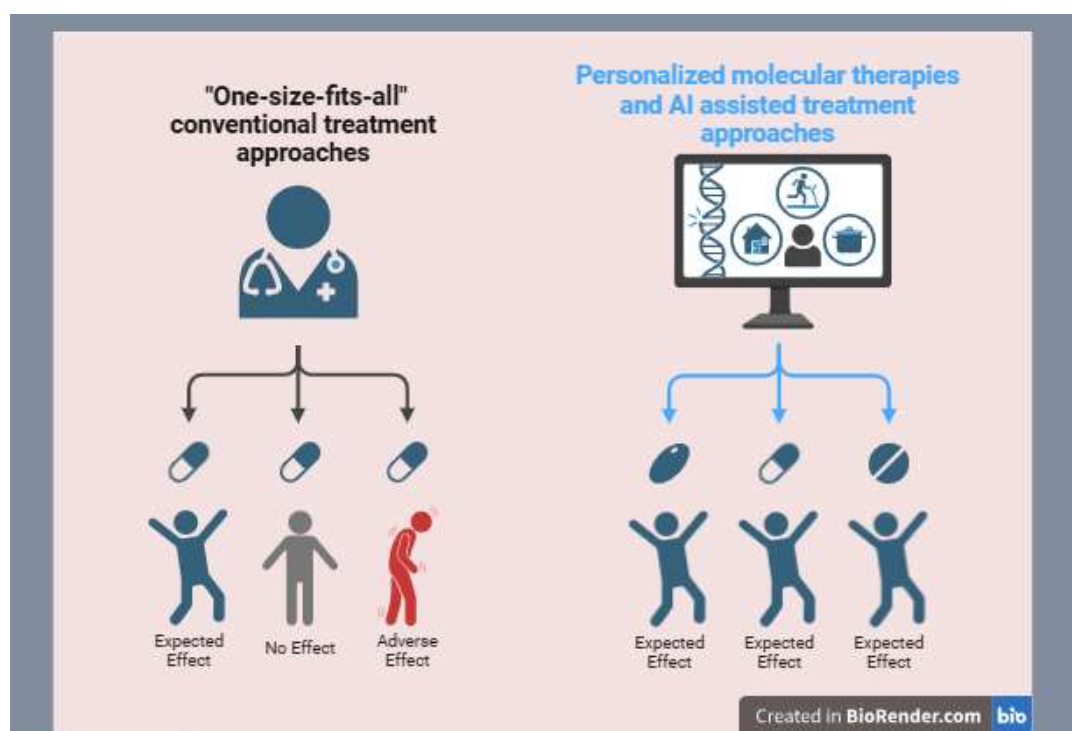 "One-size-fits-all"
conventional treatment
approaches
Personalized molecular therapies
and AI assisted treatment
approaches
Expected
Effect
No Effect
Adverse
Effect
Expected
Effect
Expected
Effect
Expected
Effect
Created in BioRender.com bio